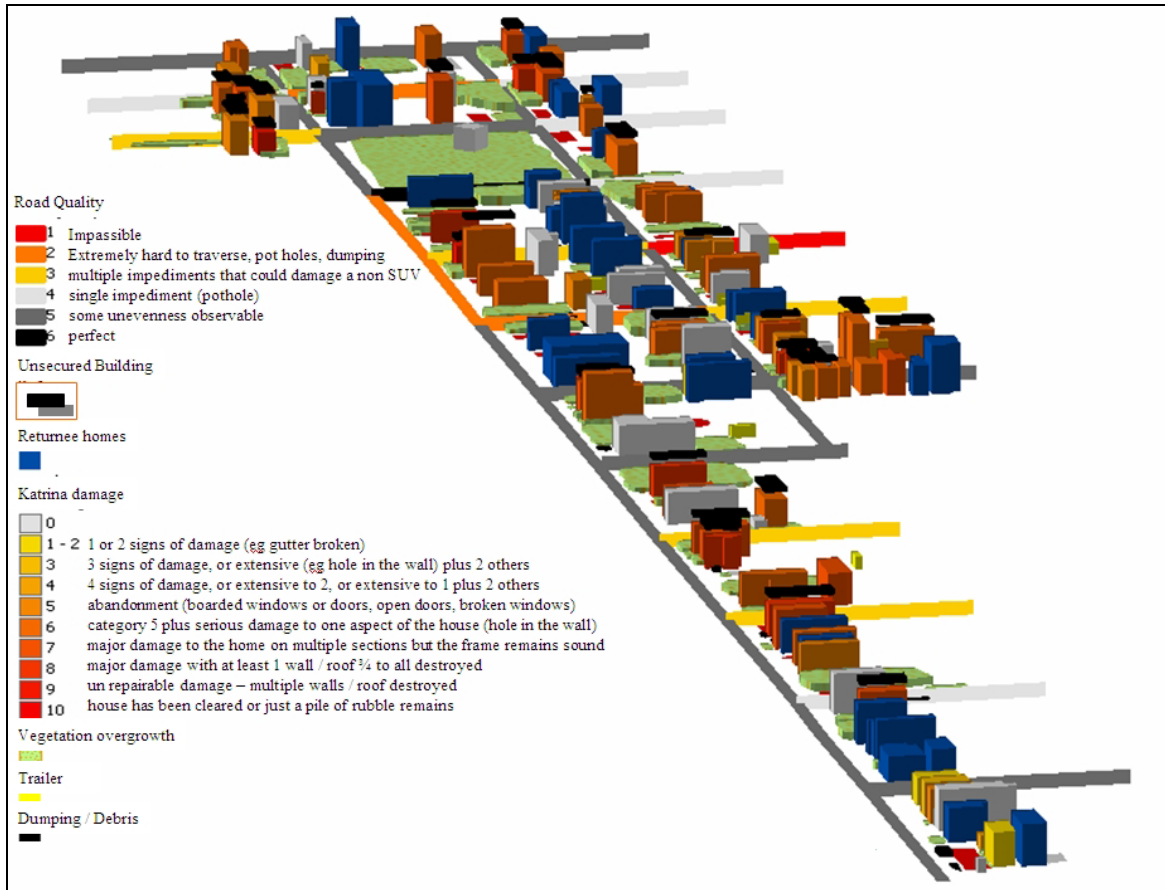 Road Quality
1 Impassible
2 Extremely hard to traverse, pot holes, dumping
3 multiple impediments that could damage a non SUV
4 single impediment (pothole)
5 some unevenness observable
6 perfect
Unsecured Building
Returnee homes
Katrina damage
0
1 - 2 1 or 2 signs of damage (eg gutter broken)
3 3 signs of damage, or extensive (eg hole in the wall) plus 2 others
4 4 signs of damage, or extensive to 2, or extensive to 1 plus 2 others
5 abandonment (boarded windows or doors, open doors, broken windows)
6 category 5 plus serious damage to one aspect of the house (hole in the wall)
7 major damage to the home on multiple sections but the frame remains sound
8 major damage with at least 1 wall / roof ¾ to all destroyed
9 un repairable damage – multiple walls / roof destroyed
10 house has been cleared or just a pile of rubble remains
Vegetation overgrowth
Trailer
Dumping / Debris